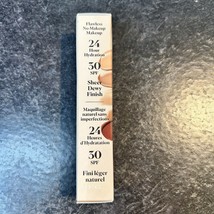 Flawless
No Makeup
Makeup
24
Hour
Hydration
30
SPF
Sheer
Dewy
Finish
Maquillage
naturel sans
imperfections
24
Heures
d'Hydratation
30
SPF
Fini léger
naturel